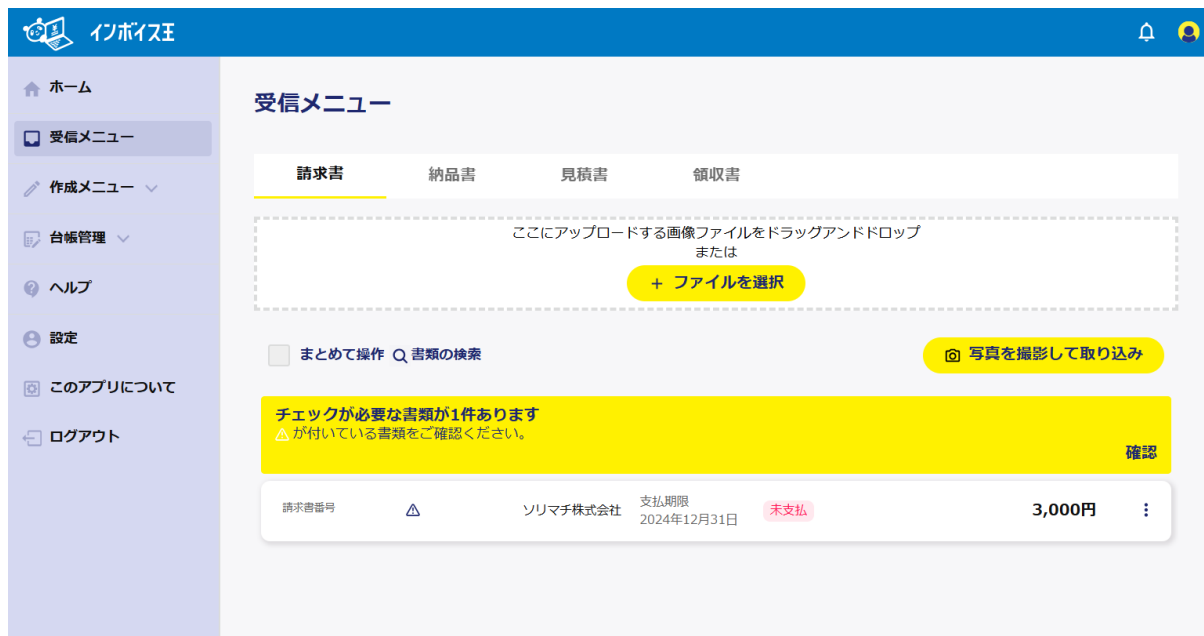 インボイス王
ホーム
受信メニュー
作成メニュー
台帳管理
ヘルプ
設定
このアプリについて
ログアウト
受信メニュー
請求書 納品書 見積書 領収書
ここにアップロードする画像ファイルをドラッグアンドドロップ
または
+ ファイルを選択
まとめて操作 書類の検索
写真を撮影して取り込み
チェックが必要な書類が1件あります
が付いている書類をご確認ください。
確認
請求書番号 ソリマチ株式会社 支払期限 未支払 3,000円
2024年12月31日